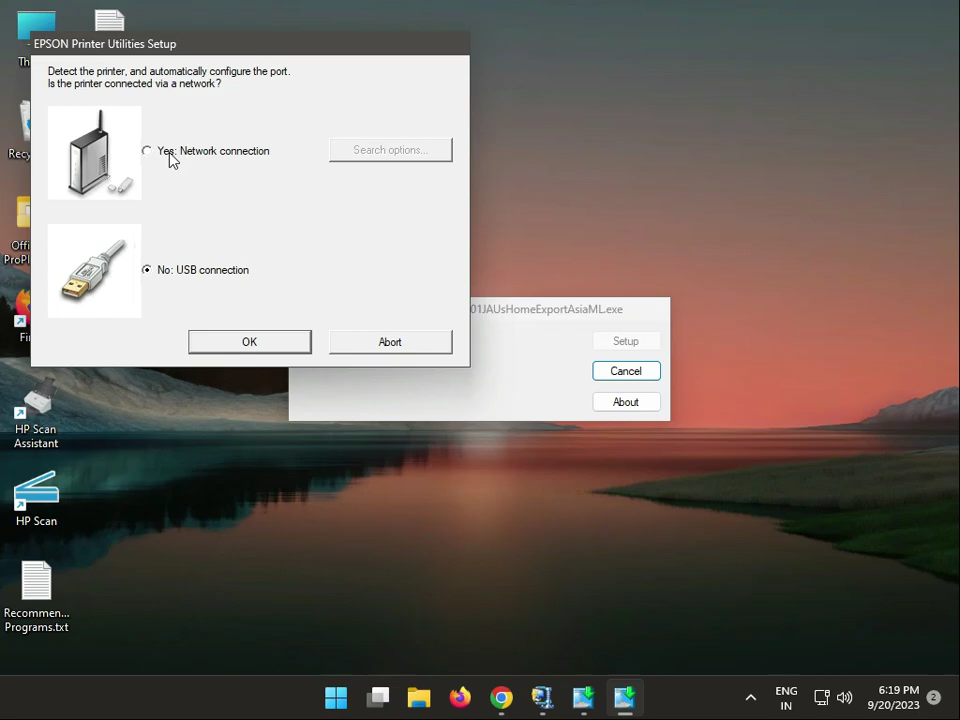 EPSON Printer Utilities Setup
Detect the printer, and automatically configure the port.
Is the printer connected via a network?
Yes: Network connection
Search options...
No: USB connection
OK
Abort
01JAUsHomeExportAsiaML.exe
Setup
Cancel
About
HP Scan
Assistant
HP Scan
Recommen...
Programs.txt
ENG
IN
6:19 PM
9/20/2023
2